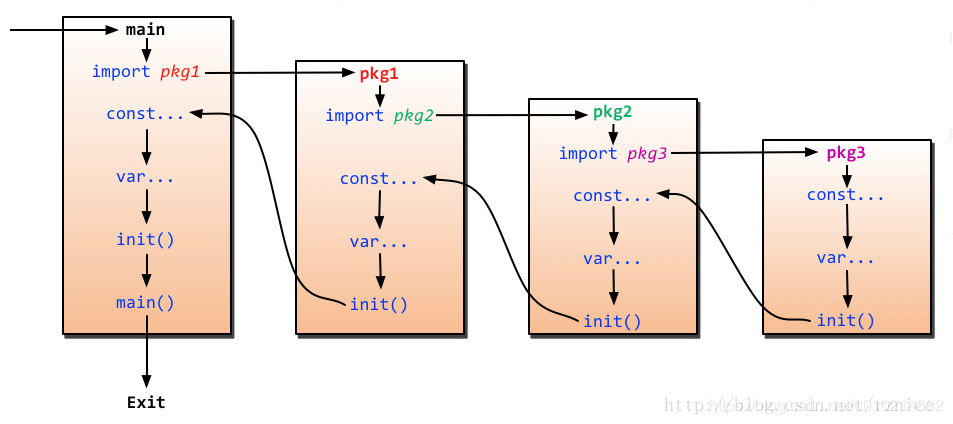 main
import pkg1
const...
var...
init()
main()
Exit
pkg1
import pkg2
const...
var...
init()
pkg2
import pkg3
const...
var...
init()
pkg3
const...
var...
init()
http://blog.csdn.net/rznice